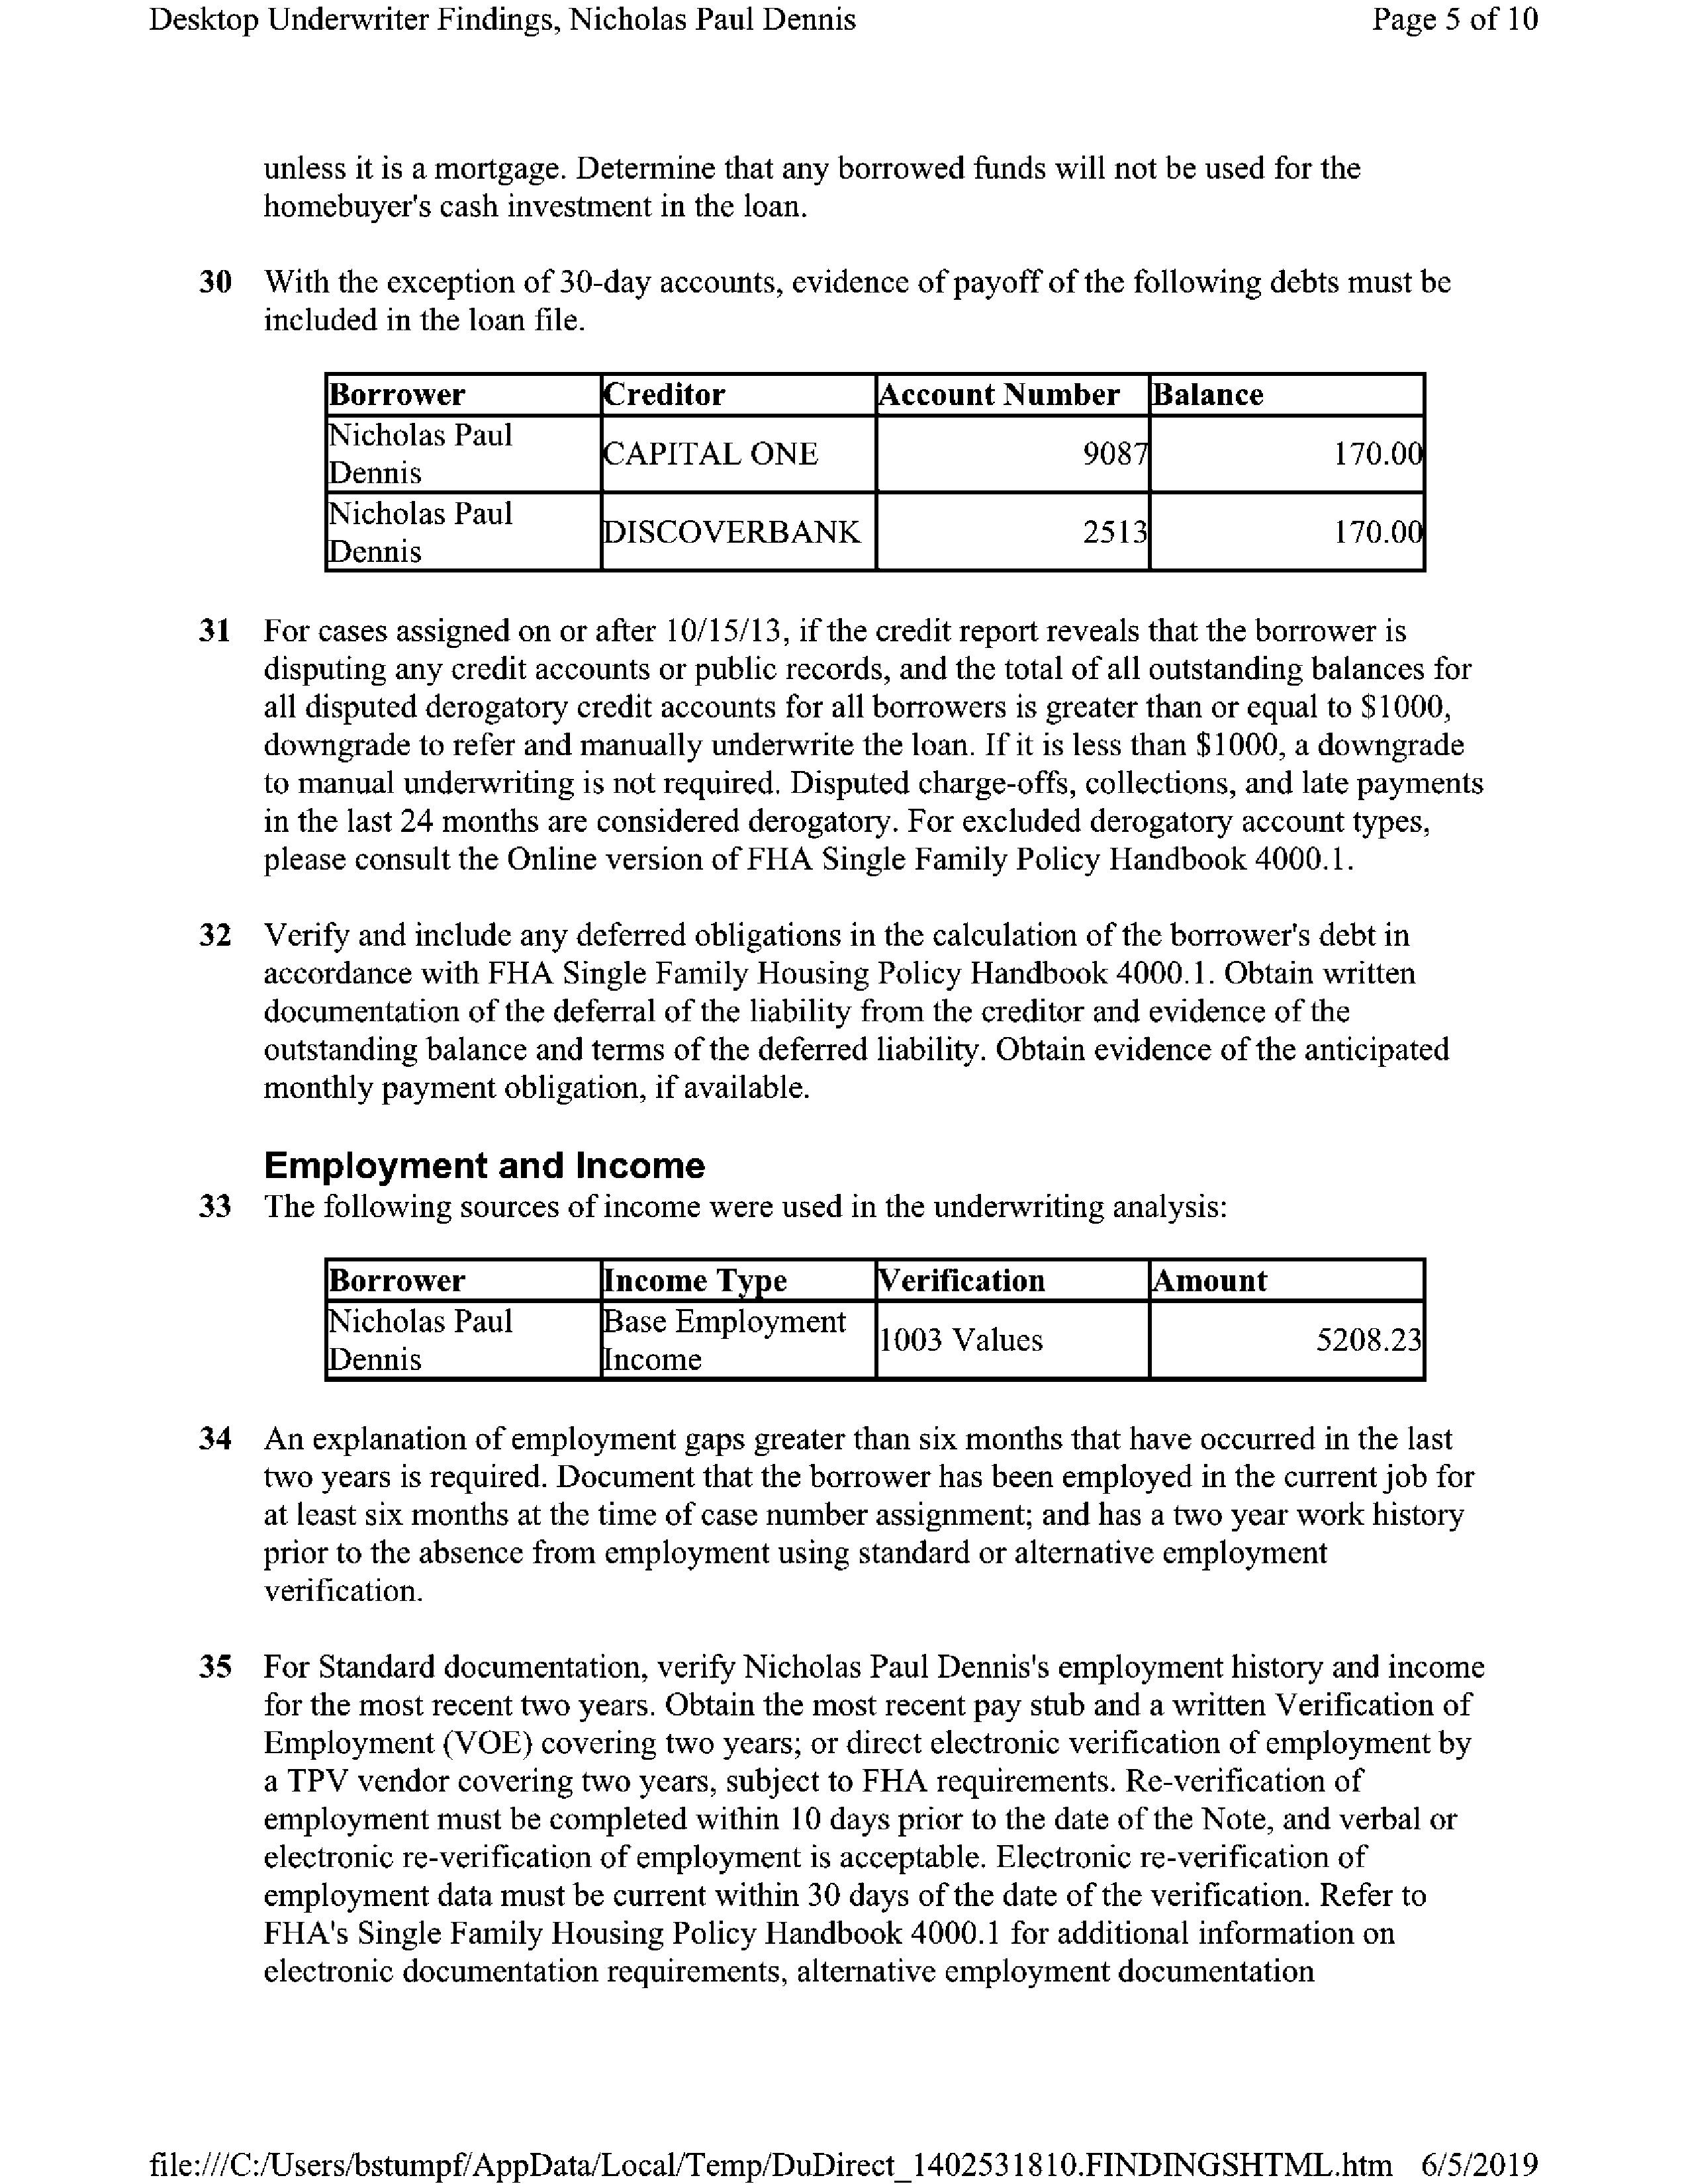 Desktop Underwriter Findings, Nicholas Paul Dennis Page 5 of 10
unless it is a mortgage. Determine that any borrowed funds will not be used for the
homebuyer's cash investment in the loan.
30 With the exception of 30-day accounts, evidence of payoff of the following debts must be
included in the loan file.
Borrower Creditor Account Number Balance
Nicholas Paul
Dennis CAPITAL ONE 9087 170.00
Nicholas Paul
Dennis DISCOVERBANK 2513 170.00
31 For cases assigned on or after 10/15/13, if the credit report reveals that the borrower is
disputing any credit accounts or public records, and the total of all outstanding balances for
all disputed derogatory credit accounts for all borrowers is greater than or equal to $1000,
downgrade to refer and manually underwrite the loan. If it is less than $1000, a downgrade
to manual underwriting is not required. Disputed charge-offs, collections, and late payments
in the last 24 months are considered derogatory. For excluded derogatory account types,
please consult the Online version of FHA Single Family Policy Handbook 4000.1.
32 Verify and include any deferred obligations in the calculation of the borrower's debt in
accordance with FHA Single Family Housing Policy Handbook 4000.1. Obtain written
documentation of the deferral of the liability from the creditor and evidence of the
outstanding balance and terms of the deferred liability. Obtain evidence of the anticipated
monthly payment obligation, if available.
Employment and Income
33 The following sources of income were used in the underwriting analysis:
Borrower Income Type Verification Amount
Nicholas Paul
Dennis Base Employment
Income 1003 Values 5208.23
34 An explanation of employment gaps greater than six months that have occurred in the last
two years is required. Document that the borrower has been employed in the current job for
at least six months at the time of case number assignment; and has a two year work history
prior to the absence from employment using standard or alternative employment
verification.
35 For Standard documentation, verify Nicholas Paul Dennis's employment history and income
for the most recent two years. Obtain the most recent pay stub and a written Verification of
Employment (VOE) covering two years; or direct electronic verification of employment by
a TPV vendor covering two years, subject to FHA requirements. Re-verification of
employment must be completed within 10 days prior to the date of the Note, and verbal or
electronic re-verification of employment is acceptable. Electronic re-verification of
employment data must be current within 30 days of the date of the verification. Refer to
FHA's Single Family Housing Policy Handbook 4000.1 for additional information on
electronic documentation requirements, alternative employment documentation
file:///C:/Users/bstumpf/AppData/Local/Temp/DuDirect_1402531810.FINDINGSHTML.htm 6/5/2019